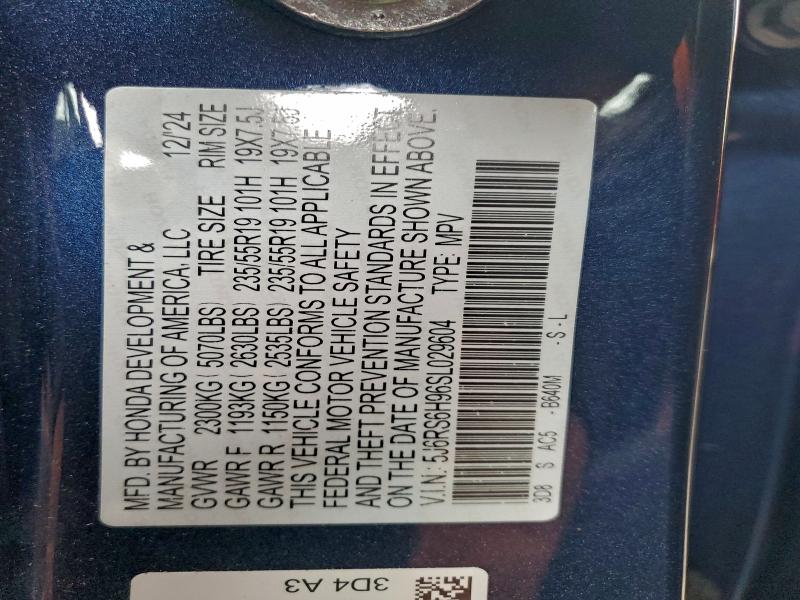 MFD. BY HONDA DEVELOPMENT &
MANUFACTURING OF AMERICA, LLC 12/24
GVWR 2300KG ( 5070LBS) TIRE SIZE RIM SIZE
GAWR F 1193KG ( 2630LBS) 235/55R19 101H 19X7.5J
GAWR R 1150KG ( 2535LBS) 235/55R19 101H 19X7.5J
THIS VEHICLE CONFORMS TO ALL APPLICABLE
FEDERAL MOTOR VEHICLE SAFETY
AND THEFT PREVENTION STANDARDS IN EFFECT
ON THE DATE OF MANUFACTURE SHOWN ABOVE.
V.I.N.: 5J6RS6H96SL029604 TYPE: MPV
3D8 S AC5 -B640M -S-L
3D4 A3